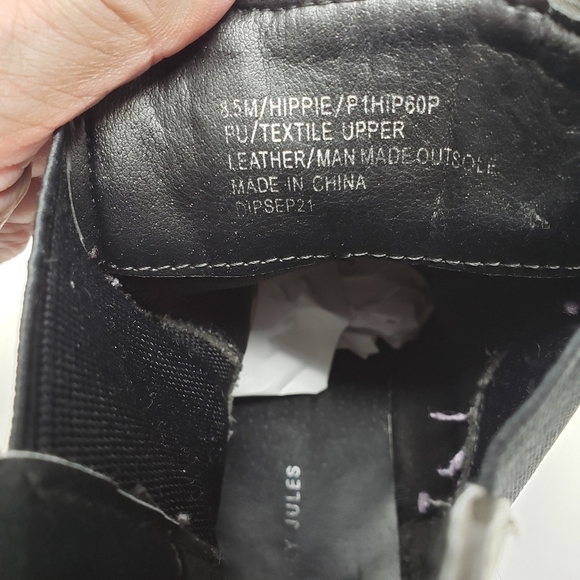 8.5M/HIPPIE/P1HIP60P
PU/TEXTILE UPPER
LEATHER/MAN MADE OUTSOLE
MADE IN CHINA
DIPSEP21
Y JULES